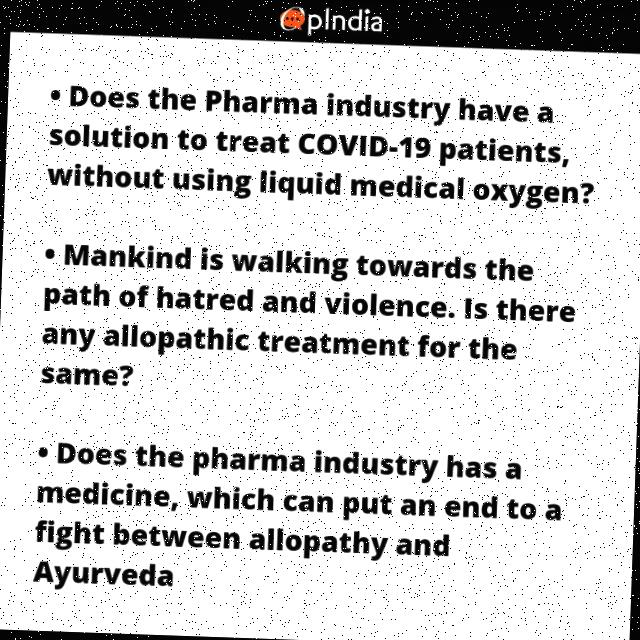 OpIndia
• Does the Pharma industry have a
solution to treat COVID-19 patients,
without using liquid medical oxygen?
• Mankind is walking towards the
path of hatred and violence. Is there
any allopathic treatment for the
same?
• Does the pharma industry has a
medicine, which can put an end to a
fight between allopathy and
Ayurveda